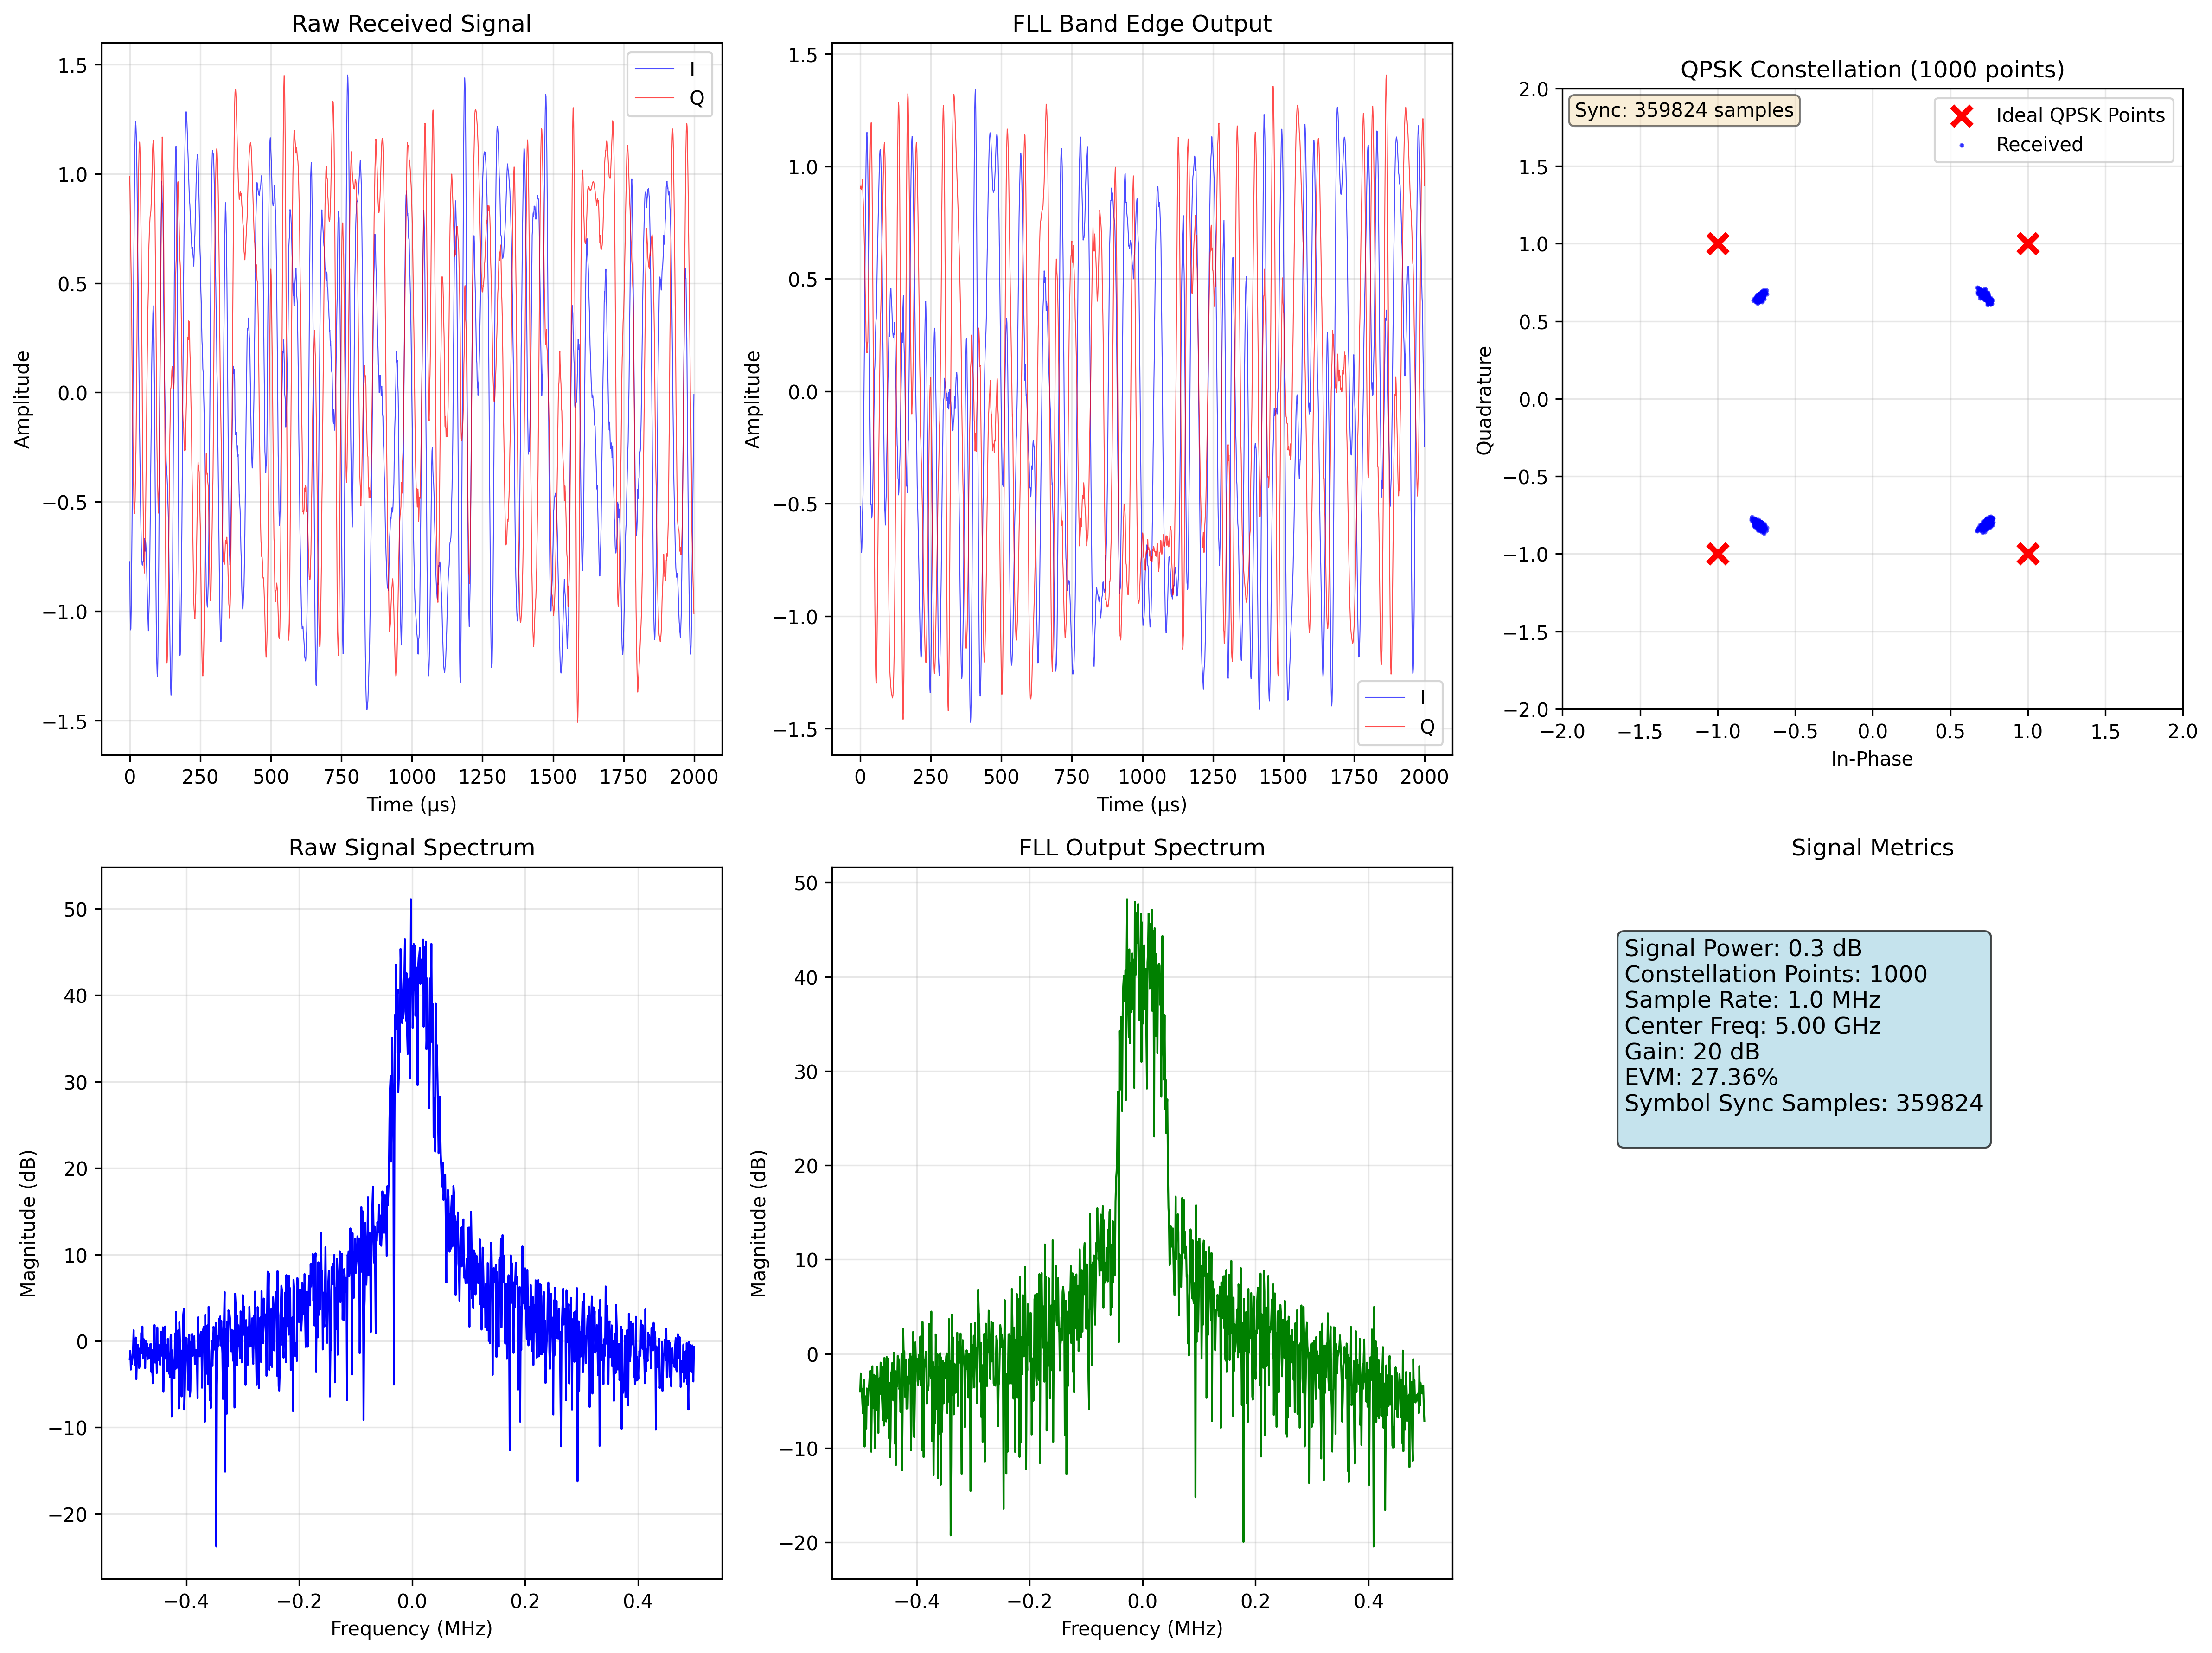 Raw Received Signal
I
Q
1.5
1.0
0.5
0.0
−0.5
−1.0
−1.5
Amplitude
0 250 500 750 1000 1250 1500 1750 2000
Time (µs)
FLL Band Edge Output
1.5
1.0
0.5
0.0
−0.5
−1.0
−1.5
Amplitude
I
Q
0 250 500 750 1000 1250 1500 1750 2000
Time (µs)
QPSK Constellation (1000 points)
Sync: 359824 samples
Ideal QPSK Points
Received
2.0
1.5
1.0
0.5
0.0
−0.5
−1.0
−1.5
−2.0
Quadrature
−2.0 −1.5 −1.0 −0.5 0.0 0.5 1.0 1.5 2.0
In-Phase
Raw Signal Spectrum
50
40
30
20
10
0
−10
−20
Magnitude (dB)
−0.4 −0.2 0.0 0.2 0.4
Frequency (MHz)
FLL Output Spectrum
50
40
30
20
10
0
−10
−20
Magnitude (dB)
−0.4 −0.2 0.0 0.2 0.4
Frequency (MHz)
Signal Metrics
Signal Power: 0.3 dB
Constellation Points: 1000
Sample Rate: 1.0 MHz
Center Freq: 5.00 GHz
Gain: 20 dB
EVM: 27.36%
Symbol Sync Samples: 359824